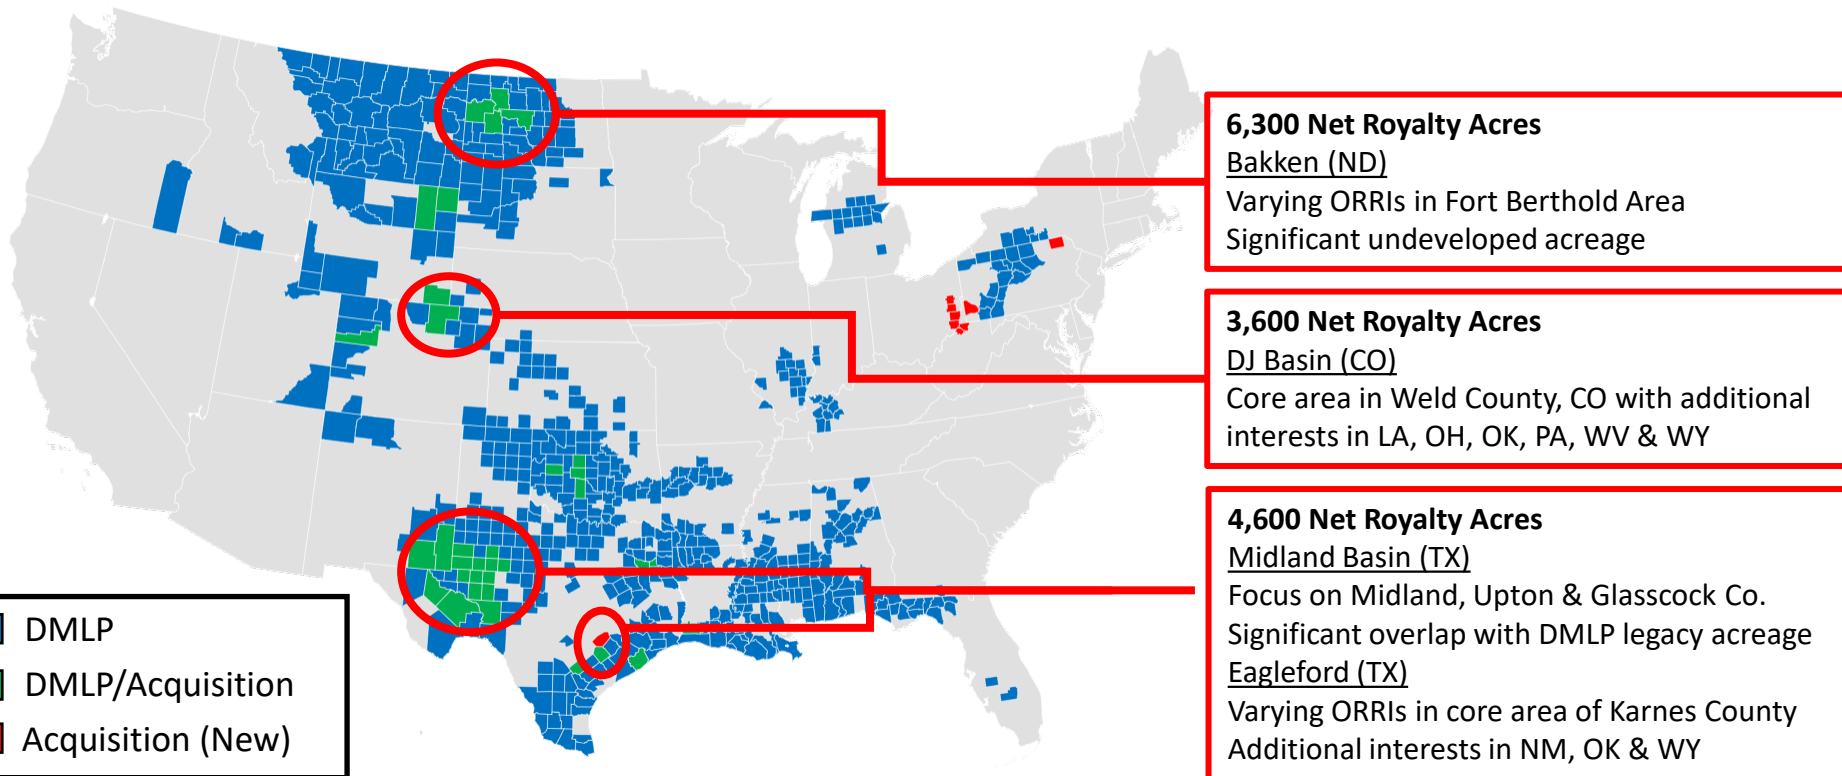 6,300 Net Royalty Acres
Bakken (ND)
Varying ORRIs in Fort Berthold Area
Significant undeveloped acreage
3,600 Net Royalty Acres
DJ Basin (CO)
Core area in Weld County, CO with additional
interests in LA, OH, OK, PA, WV & WY
4,600 Net Royalty Acres
Midland Basin (TX)
Focus on Midland, Upton & Glasscock Co.
Significant overlap with DMLP legacy acreage
Eagleford (TX)
Varying ORRIs in core area of Karnes County
Additional interests in NM, OK & WY
DMLP
DMLP/Acquisition
Acquisition (New)